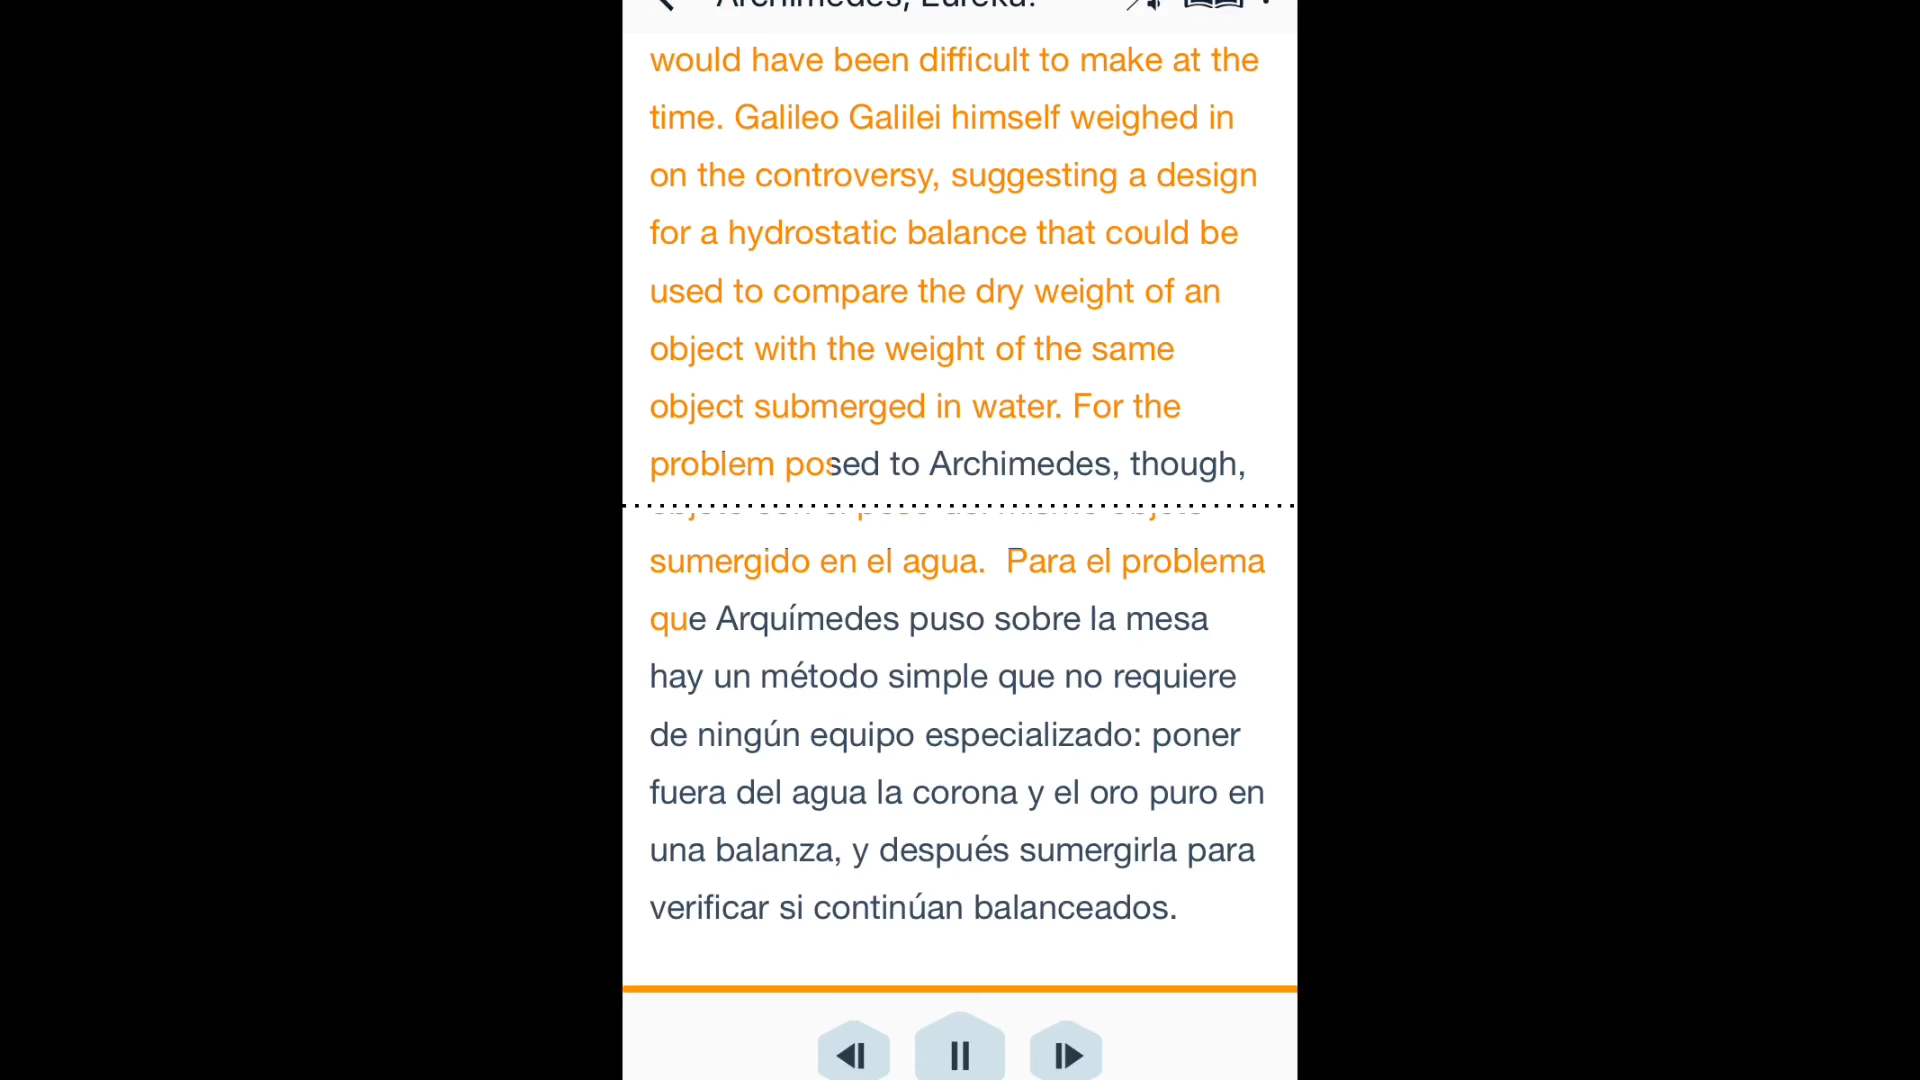 Archimedes, Eureka!
would have been difficult to make at the
time. Galileo Galilei himself weighed in
on the controversy, suggesting a design
for a hydrostatic balance that could be
used to compare the dry weight of an
object with the weight of the same
object submerged in water. For the
problem posed to Archimedes, though,
sumergido en el agua.  Para el problema
que Arquímedes puso sobre la mesa
hay un método simple que no requiere
de ningún equipo especializado: poner
fuera del agua la corona y el oro puro en
una balanza, y después sumergirla para
verificar si continúan balanceados.